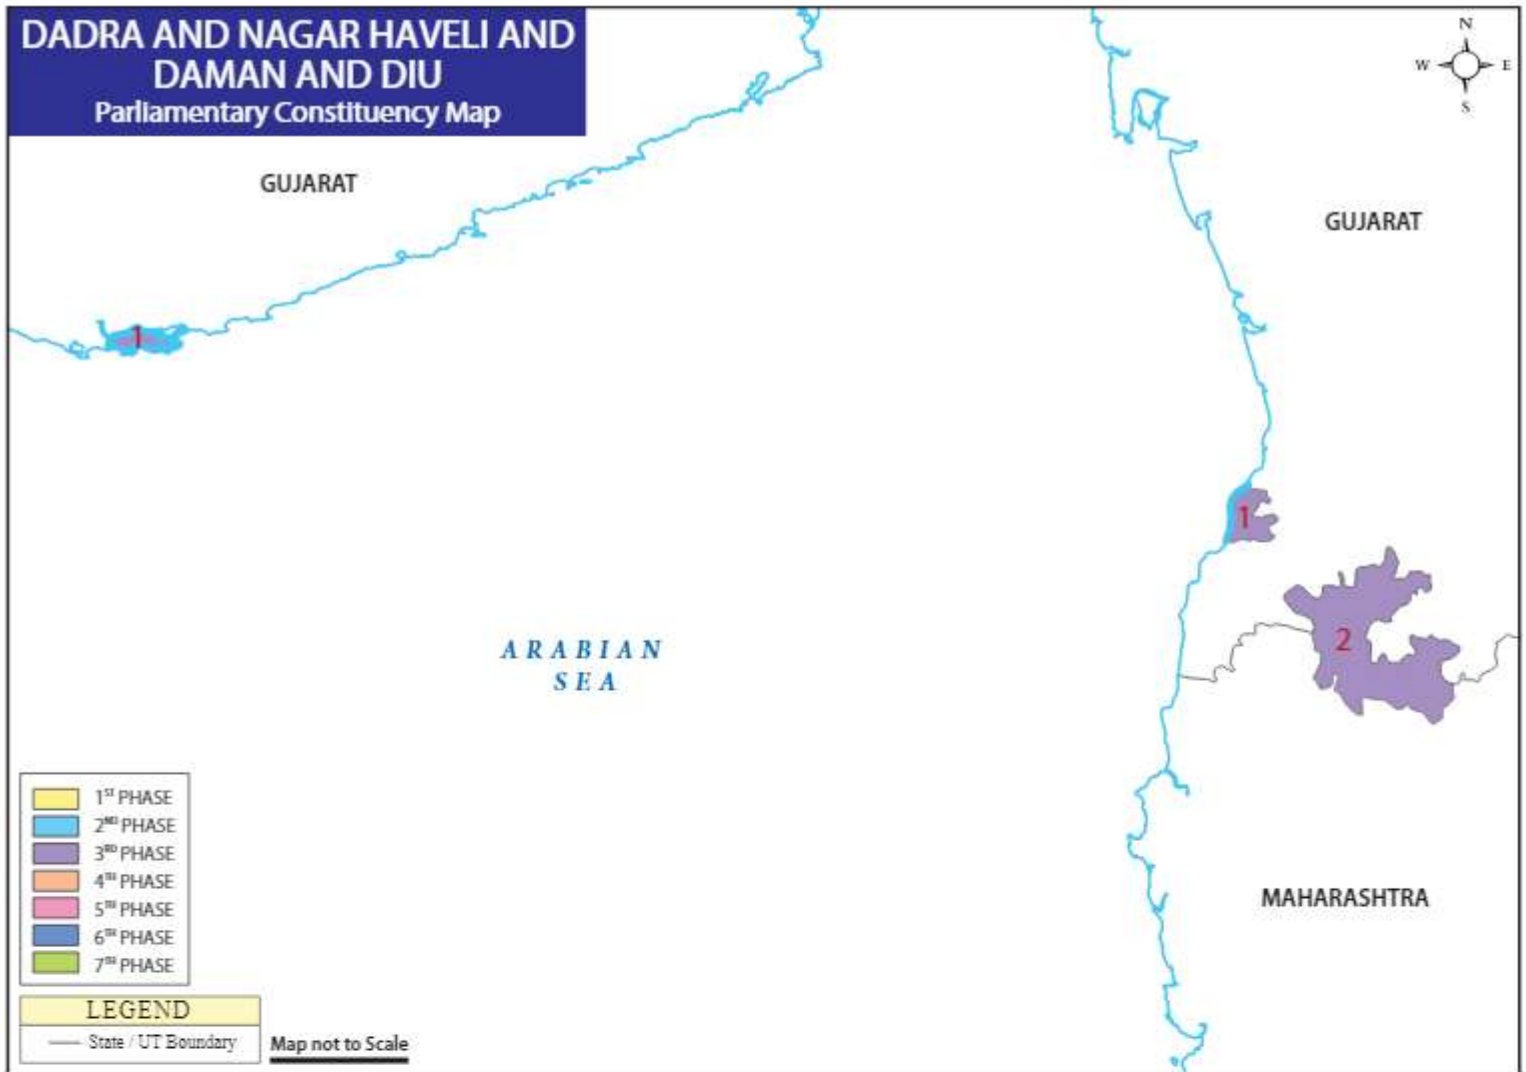 DADRA AND NAGAR HAVELI AND
DAMAN AND DIU
Parliamentary Constituency Map
N
W E
S
GUJARAT
GUJARAT
1
1
2
ARABIAN
SEA
MAHARASHTRA
1ST PHASE
2ND PHASE
3RD PHASE
4TH PHASE
5TH PHASE
6TH PHASE
7TH PHASE
LEGEND
State / UT Boundary
Map not to Scale